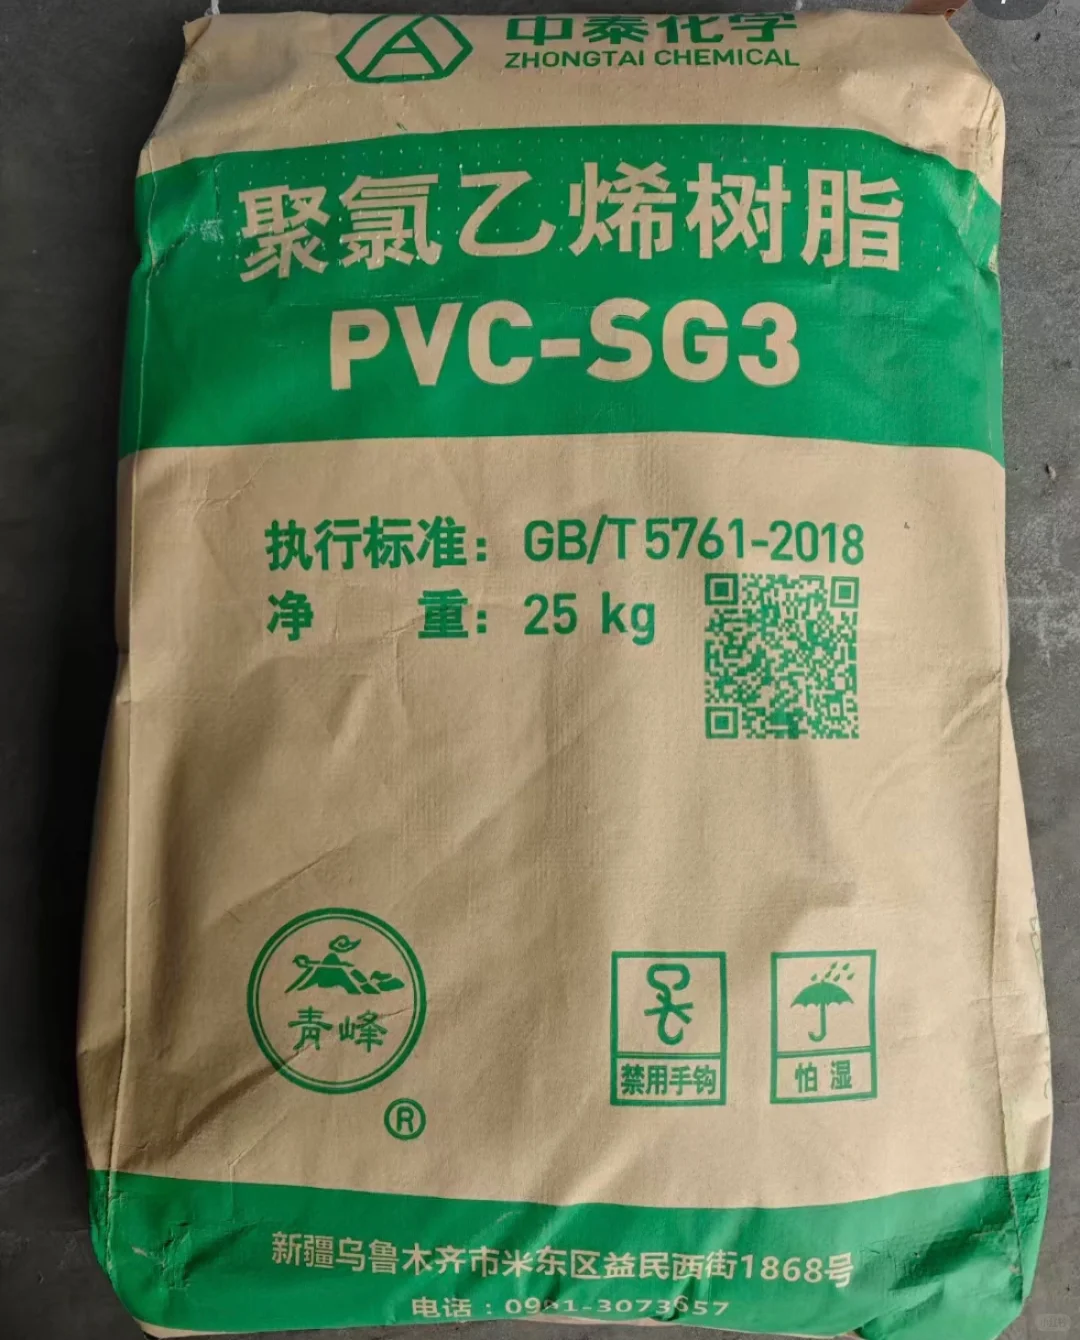 中泰化学
ZHONGTAI CHEMICAL
聚氯乙烯树脂
PVC-SG3
执行标准：GB/T 5761-2018
净 重：25 kg
青峰
®
禁用手钩
怕湿
新疆乌鲁木齐市米东区益民西街1868号
电话：